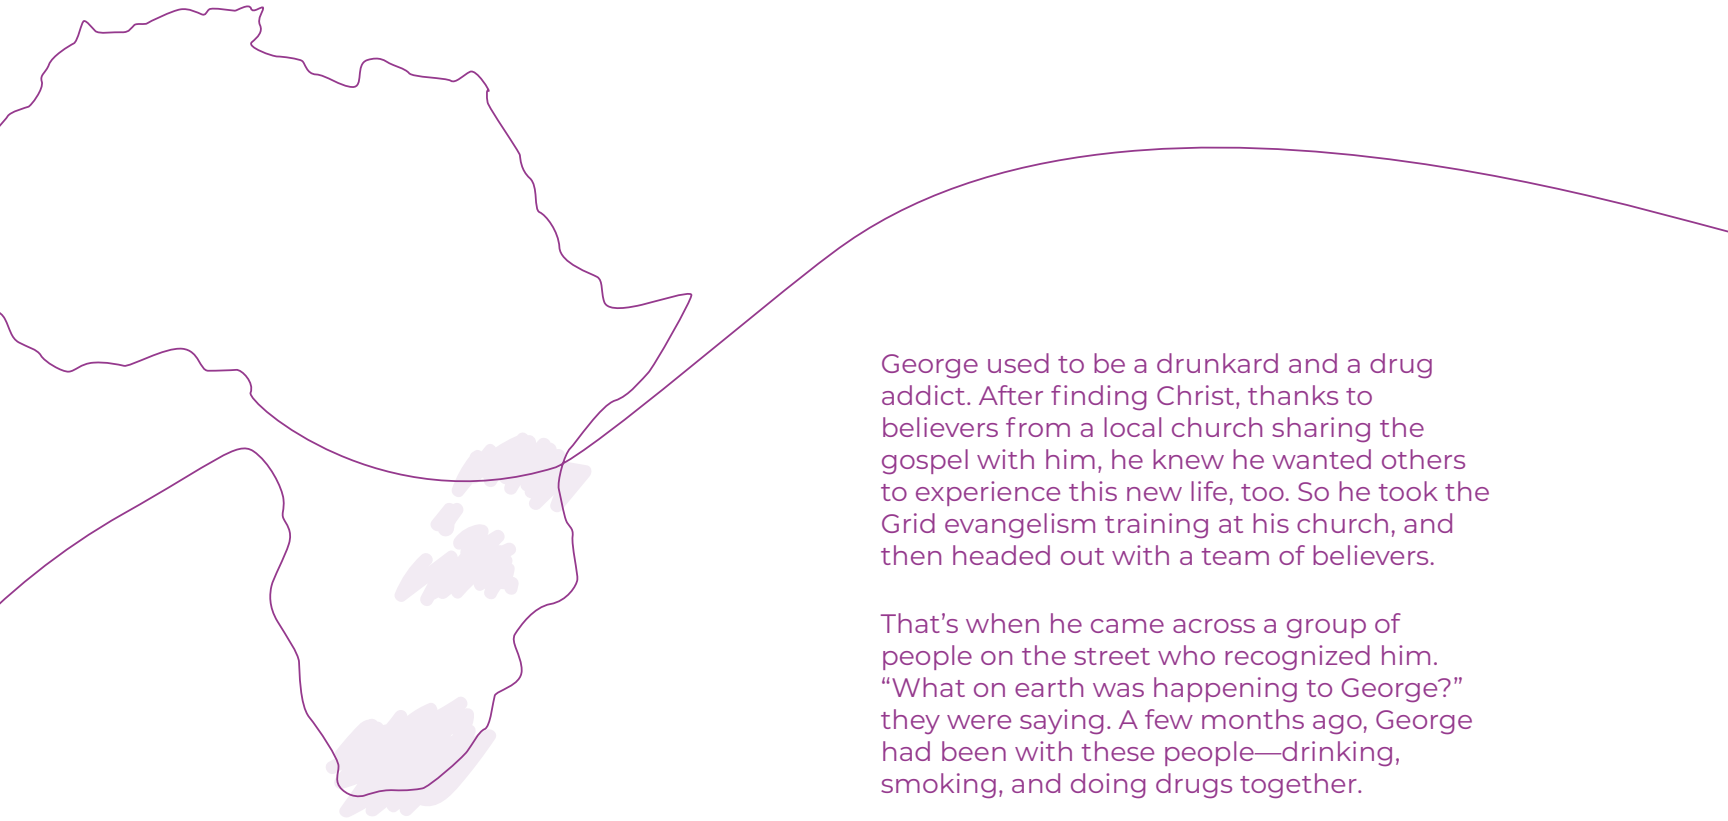 George used to be a drunkard and a drug
addict. After finding Christ, thanks to
believers from a local church sharing the
gospel with him, he knew he wanted others
to experience this new life, too. So he took the
Grid evangelism training at his church, and
then headed out with a team of believers.
That’s when he came across a group of
people on the street who recognized him.
“What on earth was happening to George?”
they were saying. A few months ago, George
had been with these people—drinking,
smoking, and doing drugs together.